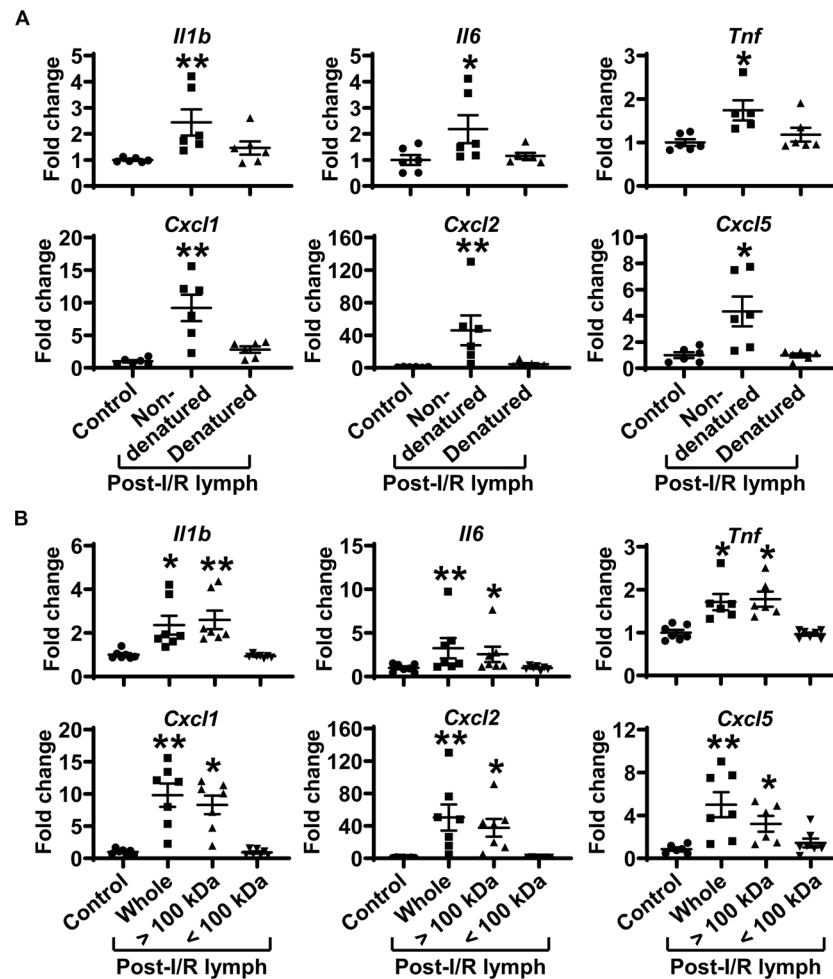 A
Il1b
Il6
Tnf
Fold change
5
4
3
2
1
0
**
Fold change
5
4
3
2
1
0
*
Fold change
3
2
1
0
*
Cxcl1
Cxcl2
Cxcl5
Fold change
20
15
10
5
0
**
Fold change
160
120
80
40
0
**
Fold change
10
8
6
4
2
0
*
Control
Non-
denatured
Denatured
Control
Non-
denatured
Denatured
Control
Non-
denatured
Denatured
Post-I/R lymph
Post-I/R lymph
Post-I/R lymph
B
Il1b
Il6
Tnf
Fold change
6
4
2
0
* **
Fold change
15
10
5
0
** *
Fold change
3
2
1
0
* *
Cxcl1
Cxcl2
Cxcl5
Fold change
20
15
10
5
0
** *
Fold change
160
120
80
40
0
** *
Fold change
12
8
4
0
** *
Control
Whole
> 100 kDa
< 100 kDa
Control
Whole
> 100 kDa
< 100 kDa
Control
Whole
> 100 kDa
< 100 kDa
Post-I/R lymph
Post-I/R lymph
Post-I/R lymph